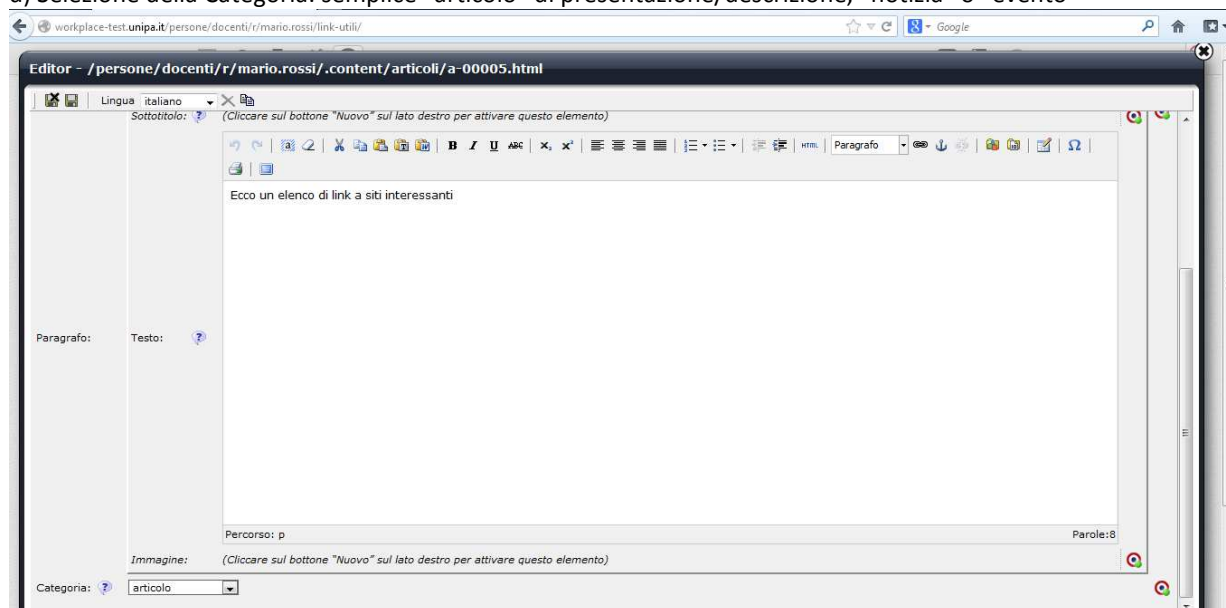 a) Selezione della Categoria: semplice "articolo" di presentazione/descrizione, "notizia" o "evento"
workplace-test.unipa.it/persone/docenti/r/mario.rossi/link-utili/ Google
Editor - /persone/docenti/r/mario.rossi/.content/articoli/a-00005.html
Lingua italiano
Sottotitolo: ? (Cliccare sul bottone "Nuovo" sul lato destro per attivare questo elemento)
B I U ABC x, x² HTML Paragrafo Ω
Ecco un elenco di link a siti interessanti
Paragrafo: Testo: ?
Percorso: p Parole:8
Immagine: (Cliccare sul bottone "Nuovo" sul lato destro per attivare questo elemento)
Categoria: ? articolo